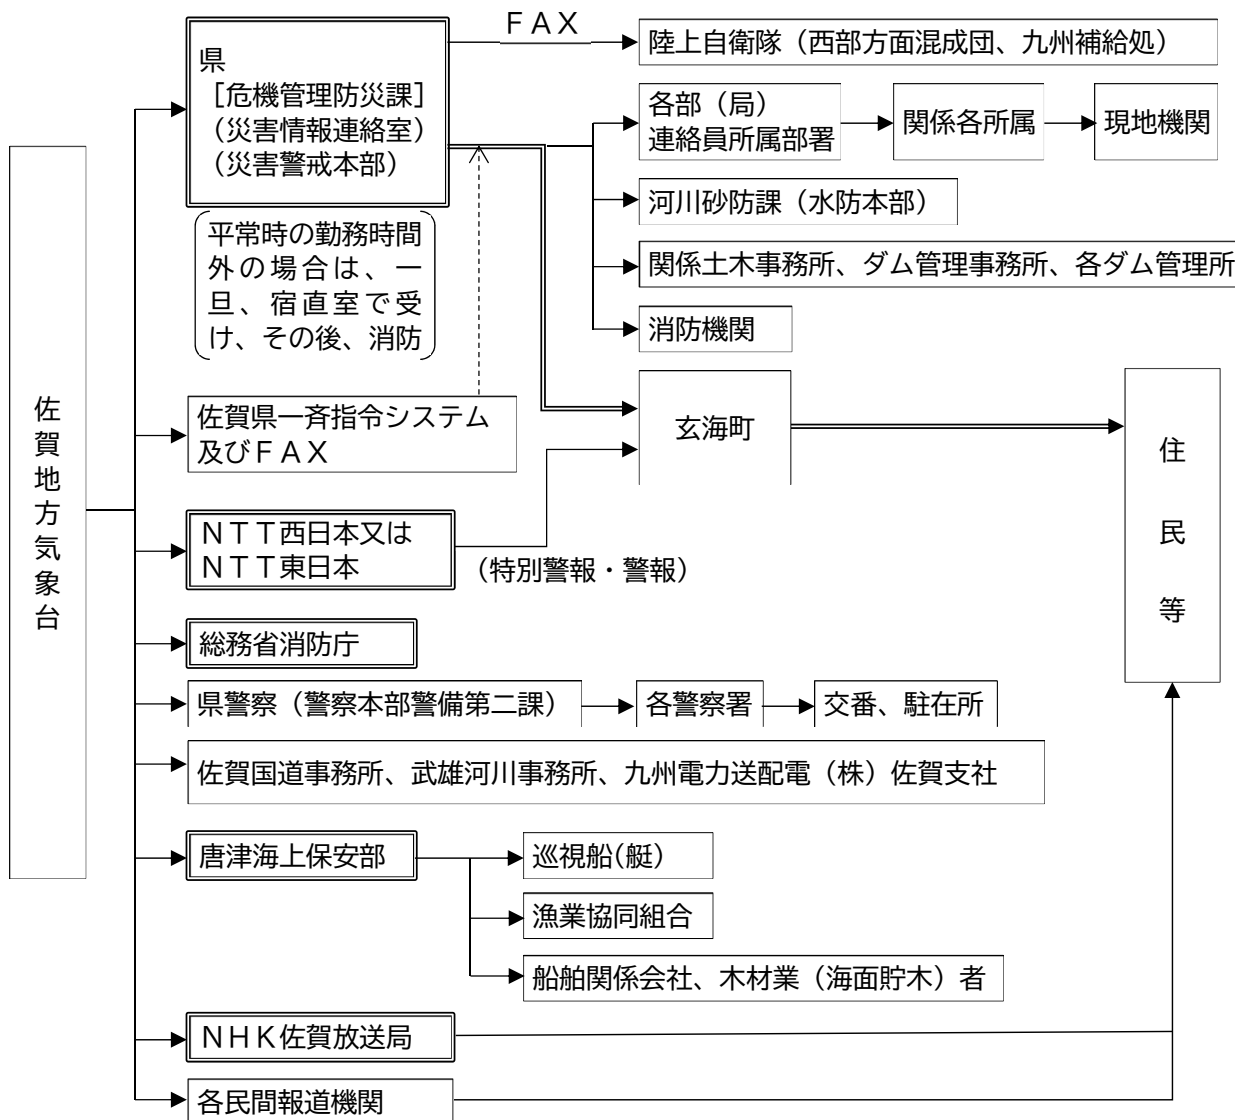 ＦＡＸ
県
［危機管理防災課］
（災害情報連絡室）
（災害警戒本部）
平常時の勤務時間
外の場合は、一
旦、宿直室で受
け、その後、消防
陸上自衛隊（西部方面混成団、九州補給処）
各部（局）
連絡員所属部署
関係各所属
現地機関
河川砂防課（水防本部）
関係土木事務所、ダム管理事務所、各ダム管理所
消防機関
佐賀地方気象台
佐賀県一斉指令システム
及びＦＡＸ
玄海町
住民等
ＮＴＴ西日本又は
ＮＴＴ東日本
（特別警報・警報）
総務省消防庁
県警察（警察本部警備第二課）
各警察署
交番、駐在所
佐賀国道事務所、武雄河川事務所、九州電力送配電（株）佐賀支社
唐津海上保安部
巡視船(艇）
漁業協同組合
船舶関係会社、木材業（海面貯木）者
ＮＨＫ佐賀放送局
各民間報道機関